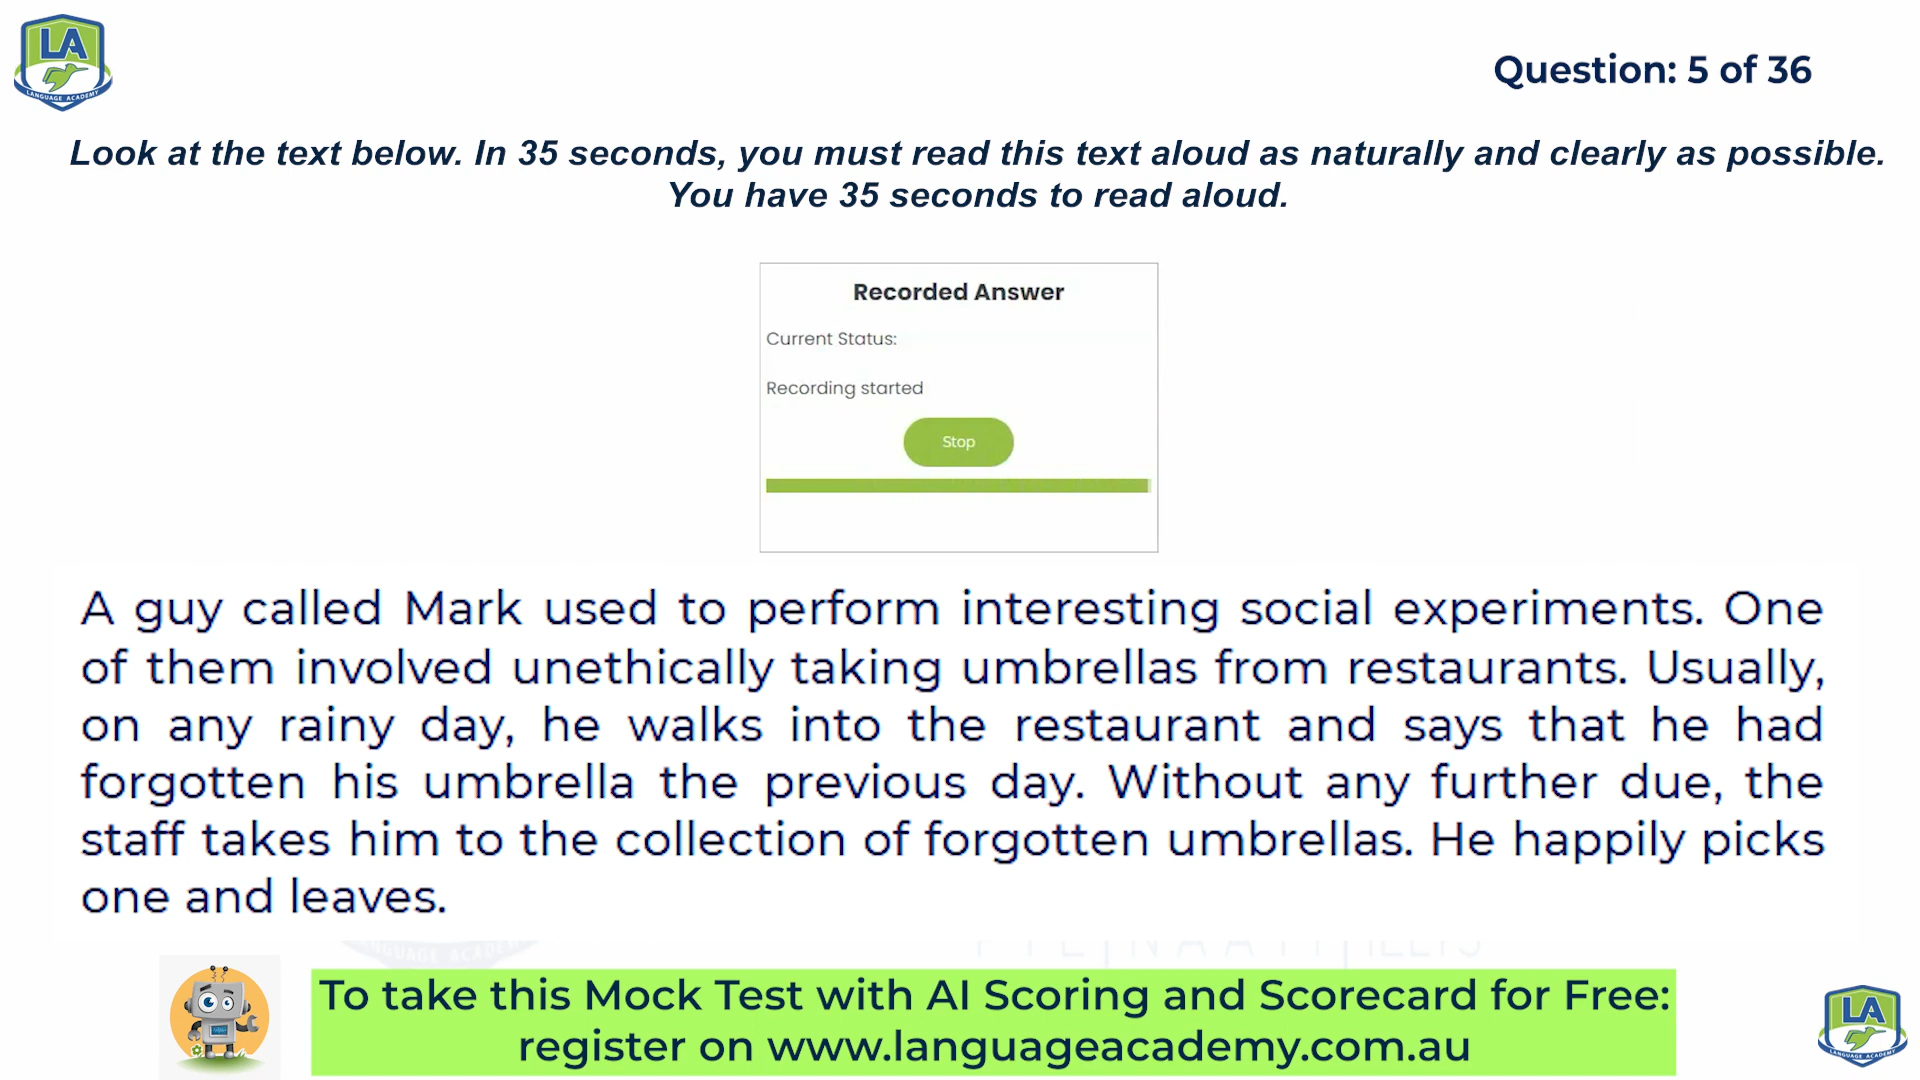 LA
LANGUAGE ACADEMY
Question: 5 of 36
Look at the text below. In 35 seconds, you must read this text aloud as naturally and clearly as possible.
You have 35 seconds to read aloud.
Recorded Answer
Current Status:
Recording started
Stop
A guy called Mark used to perform interesting social experiments. One
of them involved unethically taking umbrellas from restaurants. Usually,
on any rainy day, he walks into the restaurant and says that he had
forgotten his umbrella the previous day. Without any further due, the
staff takes him to the collection of forgotten umbrellas. He happily picks
one and leaves.
To take this Mock Test with AI Scoring and Scorecard for Free:
register on www.languageacademy.com.au
LA
LANGUAGE ACADEMY